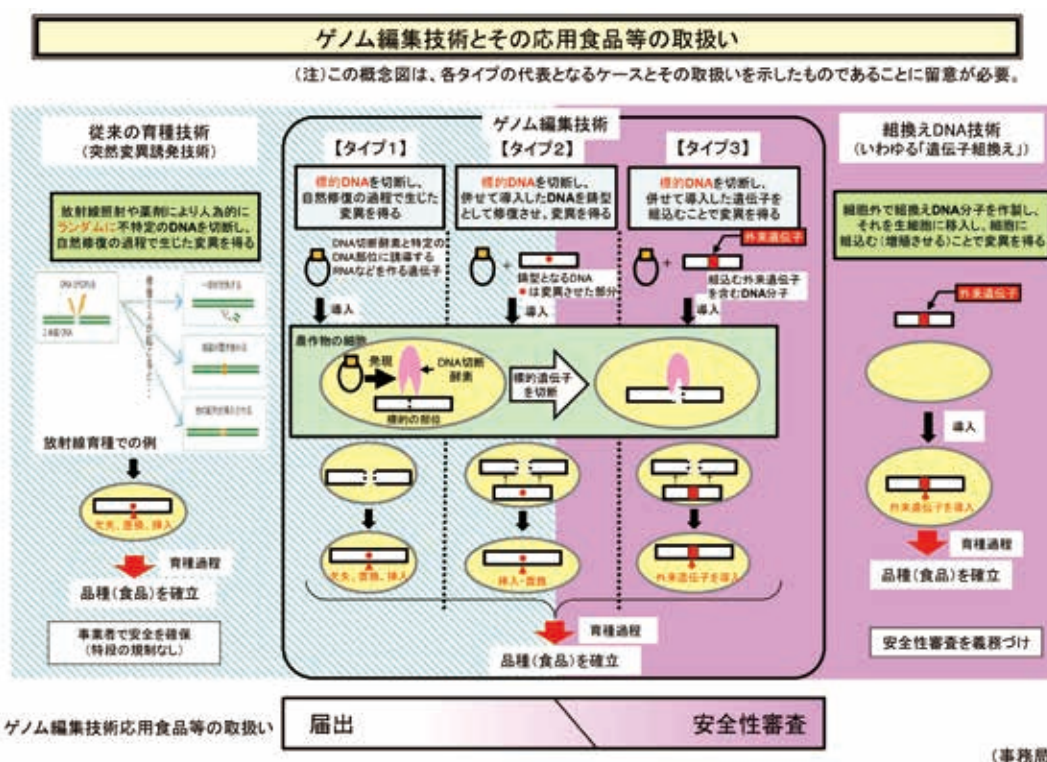 ゲノム編集技術とその応用食品等の取扱い
(注)この概念図は、各タイプの代表となるケースとその取扱いを示したものであることに留意が必要。
従来の育種技術
(突然変異誘発技術)
放射線照射や薬剤により人為的に
ランダムに不特定のDNAを切断し、
自然修復の過程で生じた変異を得る
放射線育種での例
欠失、置換、挿入
育種過程
品種(食品)を確立
事業者で安全を確保
(特段の規制なし)
ゲノム編集技術
【タイプ1】
標的DNAを切断し、
自然修復の過程で生じた
変異を得る
DNA切断酵素と特定の
DNA部位に誘導する
RNAなどを作る遺伝子
導入
【タイプ2】
標的DNAを切断し、
併せて導入したDNAを鋳型
として修復させ、変異を得る
+
鋳型となるDNA
は変異させた部分
導入
【タイプ3】
標的DNAを切断し、
併せて導入した遺伝子を
組込むことで変異を得る
外来遺伝子
+
組込む外来遺伝子
を含むDNA分子
導入
農作物の細胞
発現
DNA切断
酵素
標的の部位
標的遺伝子
を切断
欠失、置換、挿入
挿入・置換
外来遺伝子を導入
育種過程
品種(食品)を確立
組換えDNA技術
(いわゆる「遺伝子組換え」)
細胞外で組換えDNA分子を作製し、
それを生細胞に移入し、細胞に
組込む(増殖させる)ことで変異を得る
外来遺伝子
導入
外来遺伝子を導入
育種過程
品種(食品)を確立
安全性審査を義務づけ
ゲノム編集技術応用食品等の取扱い
届出
安全性審査
(事務局